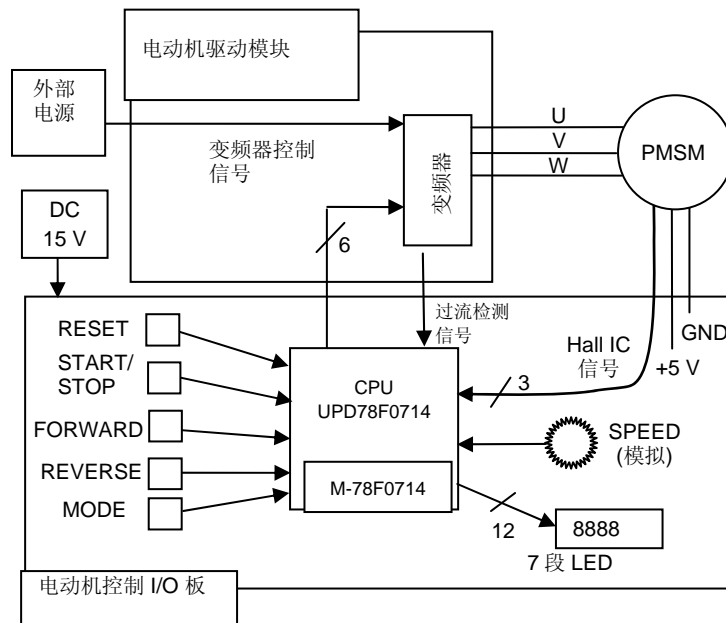 电动机驱动模块
外部
电源
变频器控制
信号
变频器
U
V
W
PMSM
DC
15 V
6
过流检测
信号
Hall IC
信号
+5 V
GND
RESET
START/
STOP
FORWARD
REVERSE
MODE
CPU
UPD78F0714
M-78F0714
3
SPEED
(模拟)
12
8888
7 段 LED
电动机控制 I/O 板